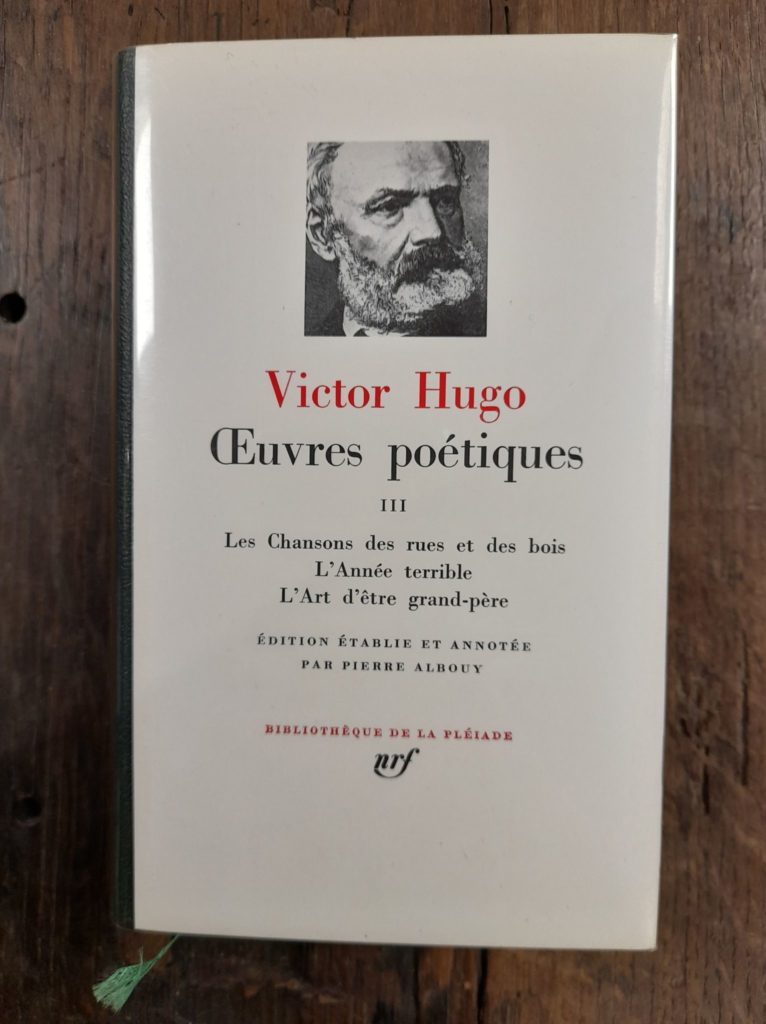 Victor Hugo
Œuvres poétiques
III
Les Chansons des rues et des bois
L'Année terrible
L'Art d'être grand-père
ÉDITION ÉTABLIE ET ANNOTÉE
PAR PIERRE ALBOUY
BIBLIOTHÈQUE DE LA PLÉIADE
nrf